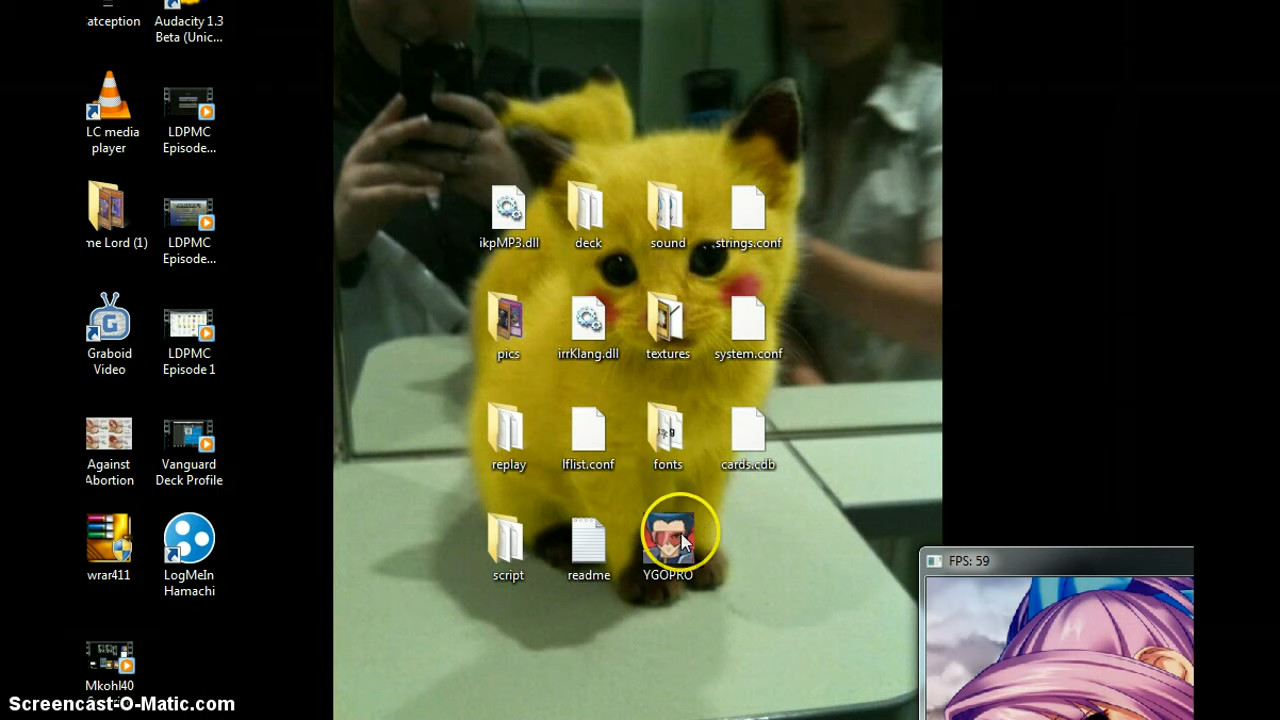 atception
Audacity 1.3
Beta (Unic...
LC media
player
LDPMC
Episode...
me Lord (1)
LDPMC
Episode...
Graboid
Video
LDPMC
Episode 1
Against
Abortion
Vanguard
Deck Profile
wrar411
LogMeIn
Hamachi
Mkohl40
ikpMP3.dll
deck
sound
strings.conf
pics
irrKlang.dll
textures
system.conf
replay
lflist.conf
fonts
cards.cdb
script
readme
YGOPRO
FPS: 59
Screencast-O-Matic.com